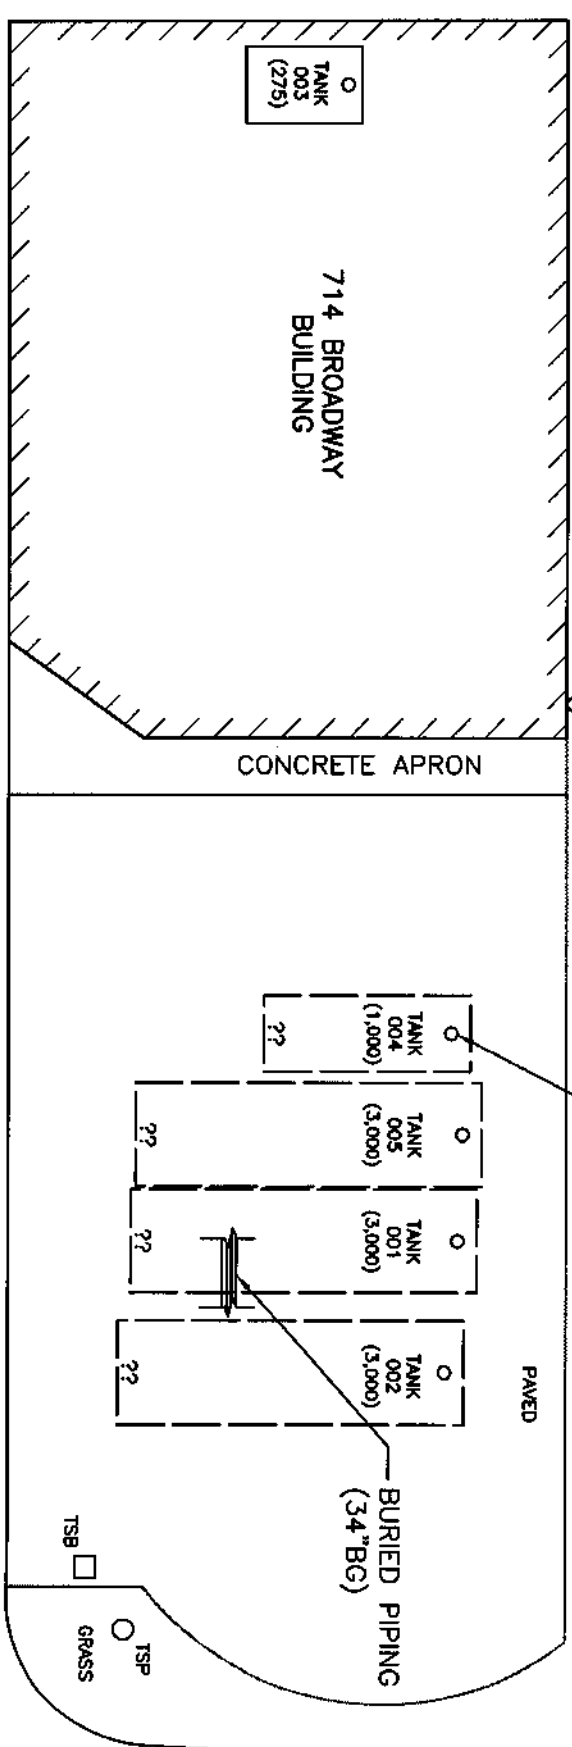 TANK
003
(275)
714 BROADWAY
BUILDING
CONCRETE APRON
TANK
004
(1,000)
??
TANK
005
(3,000)
??
TANK
001
(3,000)
??
TANK
002
(3,000)
??
PAVED
BURIED PIPING
(34"BG)
TSB
TSP
GRASS